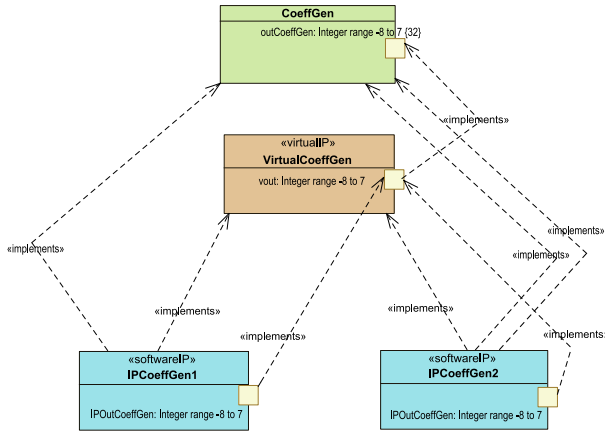 CoeffGen
outCoeffGen: Integer range -8 to 7 {32}
«implements»
«virtualIP»
VirtualCoeffGen
vout: Integer range -8 to 7
«implements»
«implements»
«implements»
«implements»
«implements»
«implements»
«implements»
«implements»
«softwareIP»
IPCoeffGen1
IPOutCoeffGen: Integer range -8 to 7
«softwareIP»
IPCoeffGen2
IPOutCoeffGen: Integer range -8 to 7